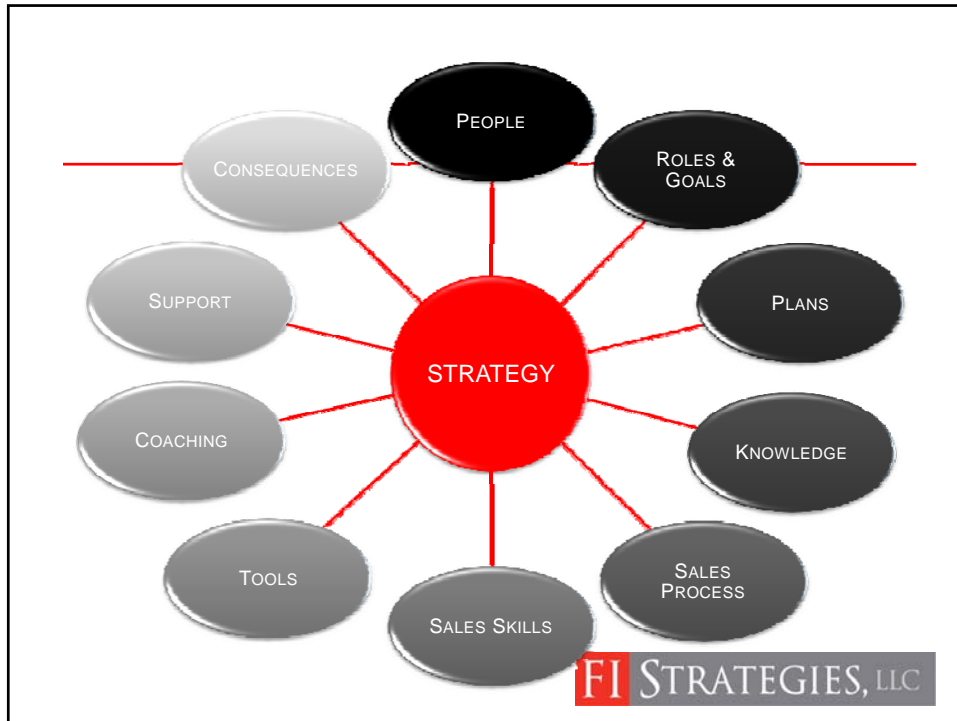 PEOPLE
ROLES &
GOALS
PLANS
KNOWLEDGE
SALES
PROCESS
SALES SKILLS
TOOLS
COACHING
SUPPORT
CONSEQUENCES
STRATEGY
FI STRATEGIES, LLC